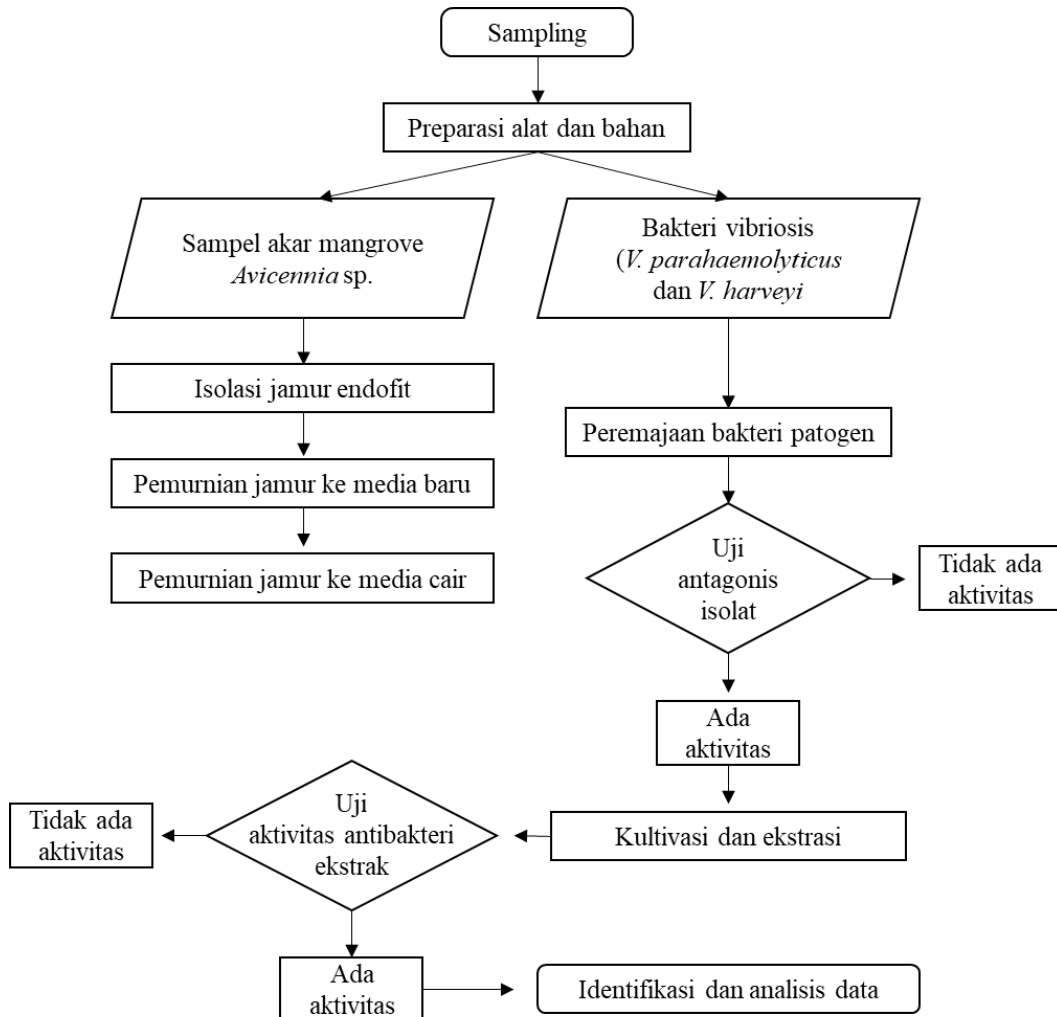 Sampling
Preparasi alat dan bahan
Sampel akar mangrove
Avicennia sp.
Bakteri vibriosis
(V. parahaemolyticus
dan V. harveyi
Isolasi jamur endofit
Peremajaan bakteri patogen
Pemurnian jamur ke media baru
Pemurnian jamur ke media cair
Uji
antagonis
isolat
Tidak ada
aktivitas
Ada
aktivitas
Kultivasi dan ekstrasi
Uji
aktivitas antibakteri
ekstrak
Tidak ada
aktivitas
Ada
aktivitas
Identifikasi dan analisis data